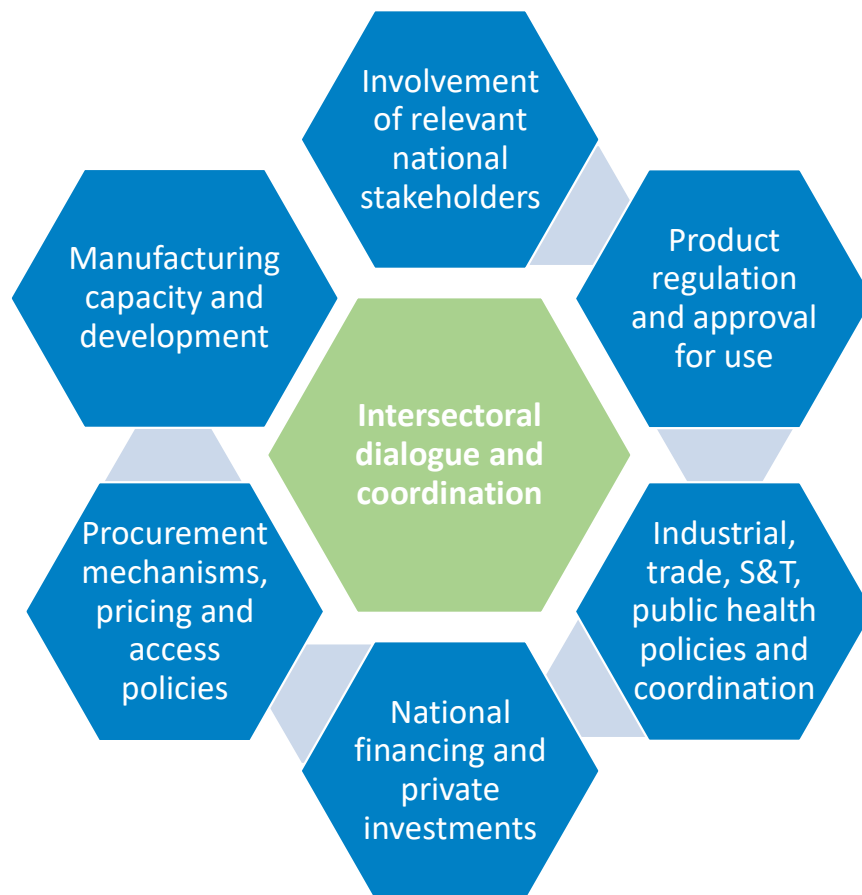 Involvement
of relevant
national
stakeholders
Product
regulation
and approval
for use
Industrial,
trade, S&T,
public health
policies and
coordination
National
financing and
private
investments
Procurement
mechanisms,
pricing and
access
policies
Manufacturing
capacity and
development
Intersectoral
dialogue and
coordination